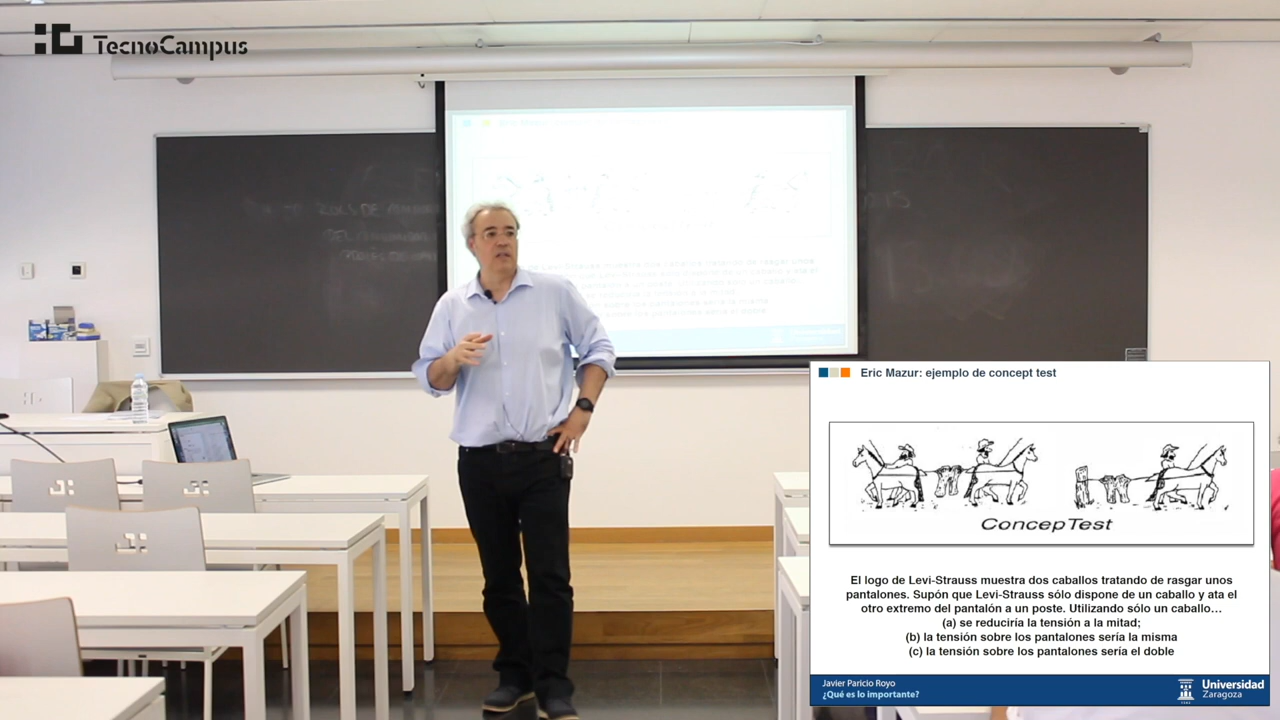 TecnoCampus
Eric Mazur: ejemplo de concept test
ConcepTest
El logo de Levi-Strauss muestra dos caballos tratando de rasgar unos
pantalones. Supón que Levi-Strauss sólo dispone de un caballo y ata el
otro extremo del pantalón a un poste. Utilizando sólo un caballo…
(a) se reduciría la tensión a la mitad;
(b) la tensión sobre los pantalones sería la misma
(c) la tensión sobre los pantalones sería el doble
Javier Paricio Royo
¿Qué es lo importante?
Universidad
Zaragoza